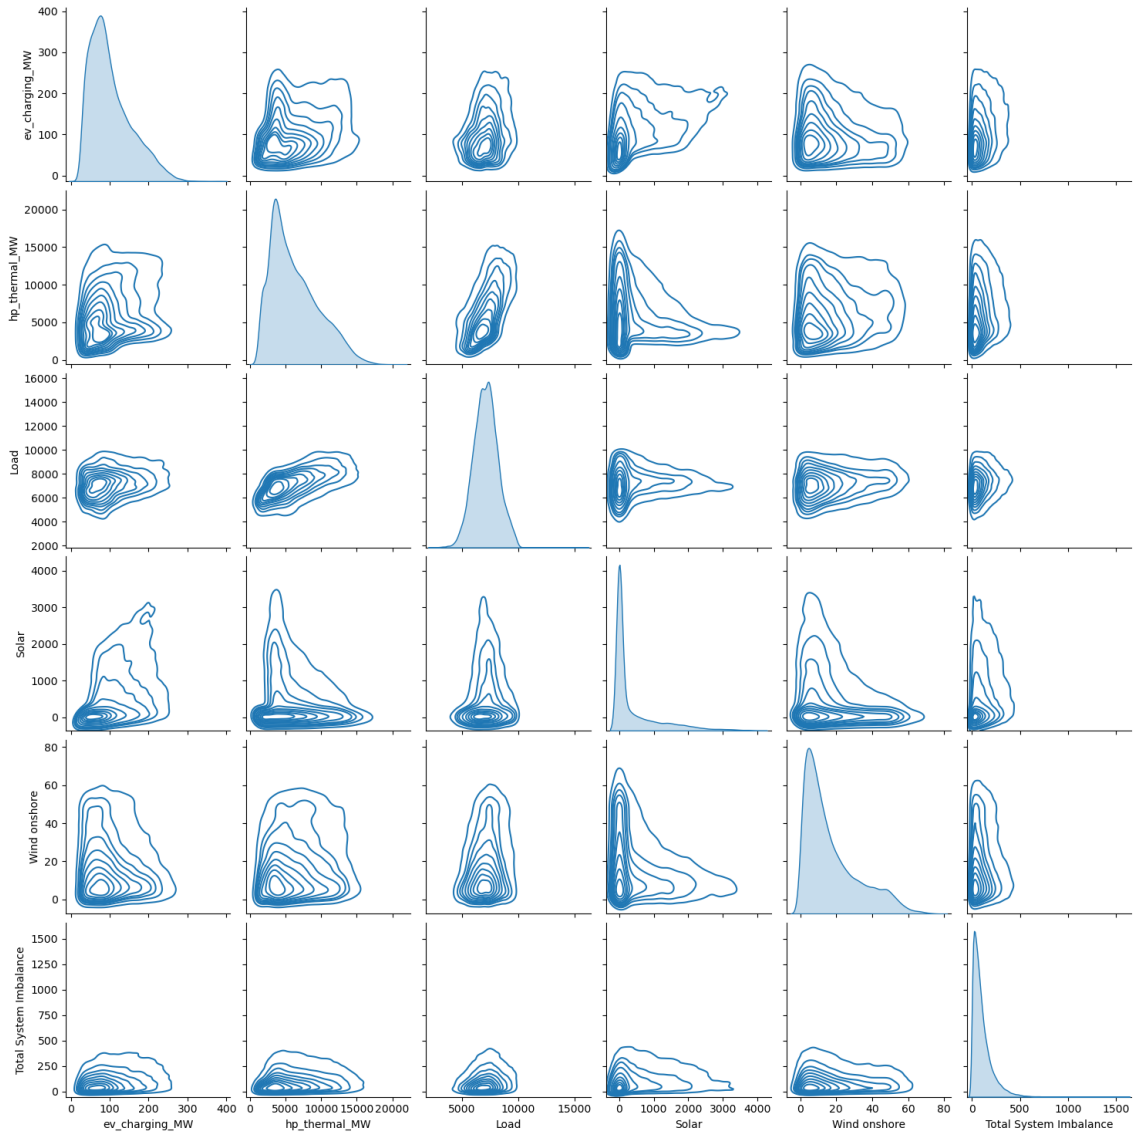 400
300
200
100
0
ev_charging_MW
20000
15000
10000
5000
0
hp_thermal_MW
16000
14000
12000
10000
8000
6000
4000
2000
Load
4000
3000
2000
1000
0
Solar
80
60
40
20
0
Wind onshore
1500
1250
1000
750
500
250
0
Total System Imbalance
0 100 200 300 400
0 5000 10000 15000 20000
5000 10000 15000
0 1000 2000 3000 4000
0 20 40 60 80
0 500 1000 1500
ev_charging_MW
hp_thermal_MW
Load
Solar
Wind onshore
Total System Imbalance